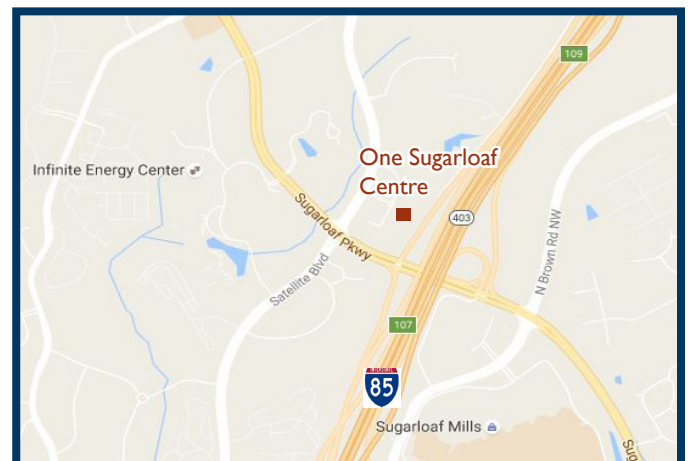 109
One Sugarloaf
Centre
Infinite Energy Center
403
Sugarloaf Pkwy
Satellite Blvd
N Brown Rd NW
107
85
Sugarloaf Mills